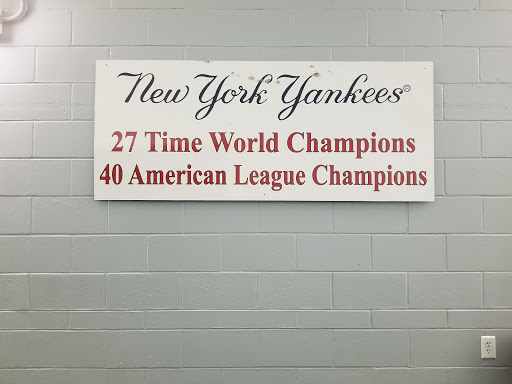 New York Yankees®
27 Time World Champions
40 American League Champions